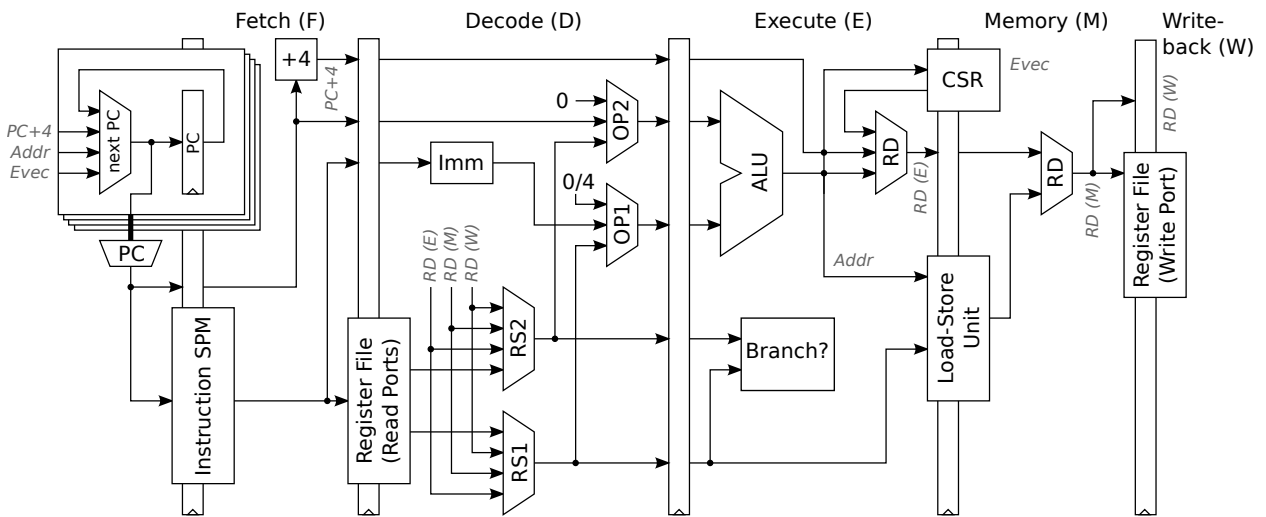 Fetch (F)
Decode (D)
Execute (E)
Memory (M)
Write-
back (W)
+4
PC+4
PC+4
Addr
Evec
next PC
PC
PC
Instruction SPM
Register File
(Read Ports)
Imm
0
OP2
0/4
OP1
RD (E)
RD (M)
RD (W)
RS2
RS1
ALU
Branch?
Addr
RD
RD (E)
CSR
Evec
Load-Store
Unit
RD
RD (M)
RD (W)
Register File
(Write Port)